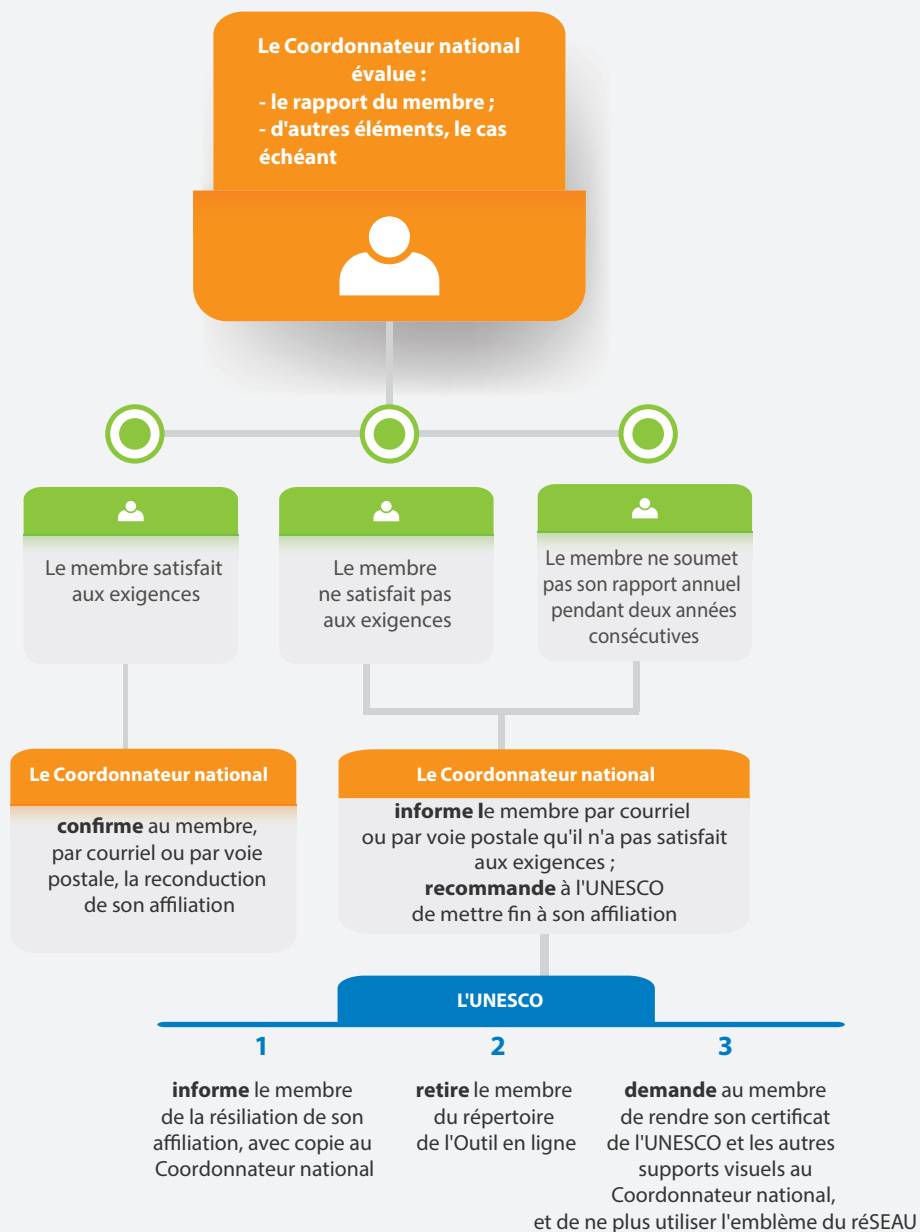 Le Coordonnateur national
évalue :
- le rapport du membre ;
- d'autres éléments, le cas
échéant
Le membre satisfait
aux exigences
Le membre
ne satisfait pas
aux exigences
Le membre ne soumet
pas son rapport annuel
pendant deux années
consécutives
Le Coordonnateur national
confirme au membre,
par courriel ou par voie
postale, la reconduction
de son affiliation
Le Coordonnateur national
informe le membre par courriel
ou par voie postale qu'il n'a pas satisfait
aux exigences ;
recommande à l'UNESCO
de mettre fin à son affiliation
L'UNESCO
1
informe le membre
de la résiliation de son
affiliation, avec copie au
Coordonnateur national
2
retire le membre
du répertoire
de l'Outil en ligne
3
demande au membre
de rendre son certificat
de l'UNESCO et les autres
supports visuels au
Coordonnateur national,
et de ne plus utiliser l'emblème du réSEAU